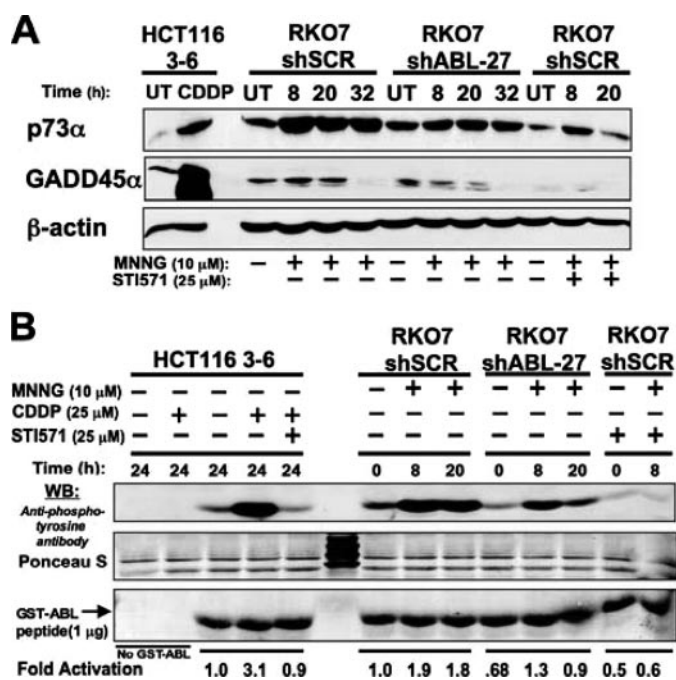 A
HCT116 3-6 RKO7 shSCR RKO7 shABL-27 RKO7 shSCR
Time (h): UT CDDP UT 8 20 32 UT 8 20 32 UT 8 20
p73α
GADD45α
β-actin
MNNG (10 μM): – + + + – + + + – + +
STI571 (25 μM): – – – – – – + +
B
HCT116 3-6 RKO7 shSCR RKO7 shABL-27 RKO7 shSCR
MNNG (10 μM) – – – – – – + + – + + – +
CDDP (25 μM) – + – + + – – – – – – – –
STI571 (25 μM) – – – – + – – – – – – + +
Time (h): 24 24 24 24 24 0 8 20 0 8 20 0 8
WB:
Anti-phospho-
tyrosine
antibody
Ponceau S
GST-ABL
peptide(1 μg)
No GST-ABL
Fold Activation 1.0 3.1 0.9 1.0 1.9 1.8 .68 1.3 0.9 0.5 0.6